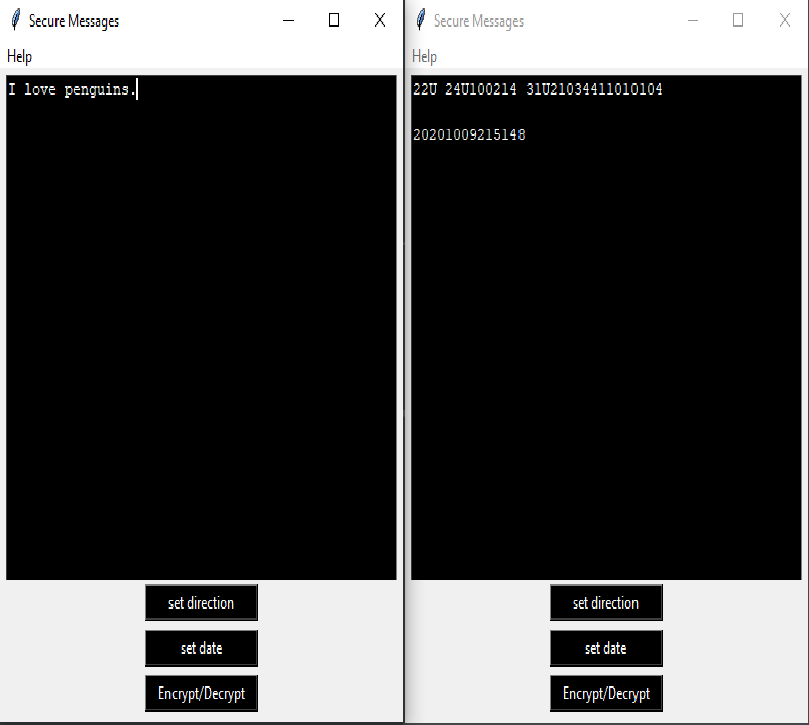 Secure Messages
Help
I love penguins.
set direction
set date
Encrypt/Decrypt
Secure Messages
Help
22U 24U100214 31U21034411010104
20201009215148
set direction
set date
Encrypt/Decrypt